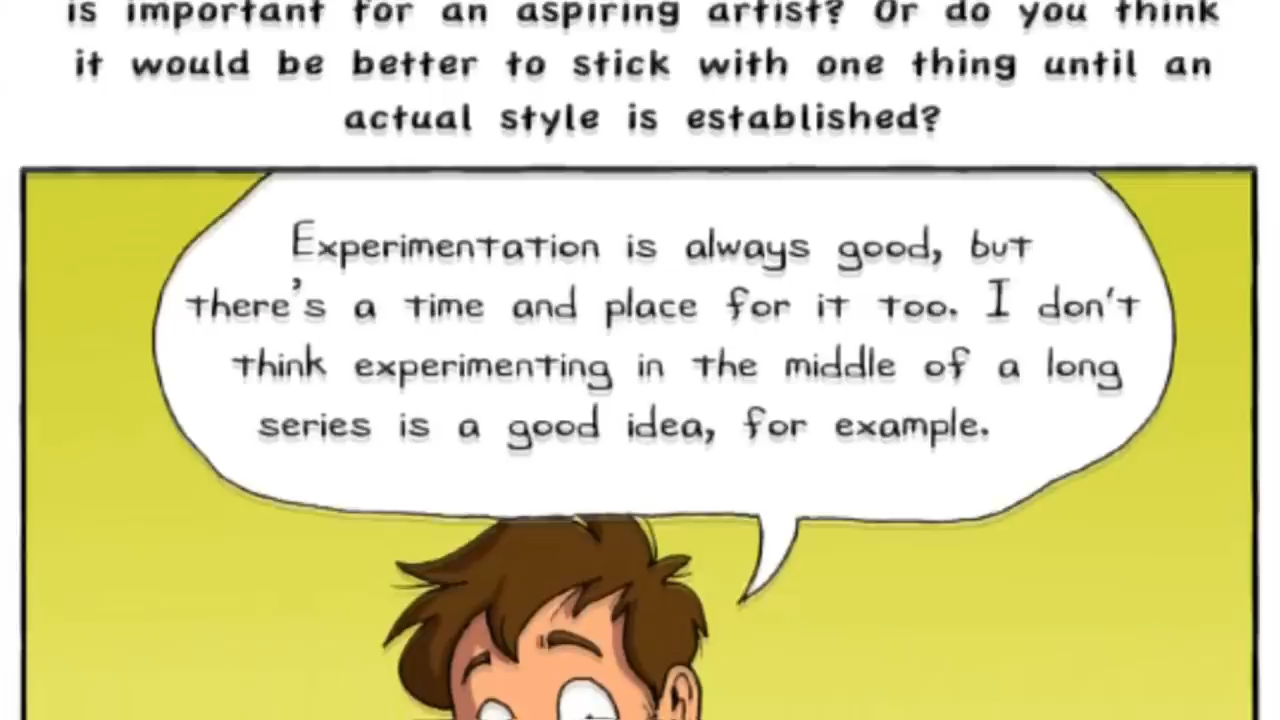 is important for an aspiring artist? Or do you think
it would be better to stick with one thing until an
actual style is established?
Experimentation is always good, but
there's a time and place for it too. I don't
think experimenting in the middle of a long
series is a good idea, for example.